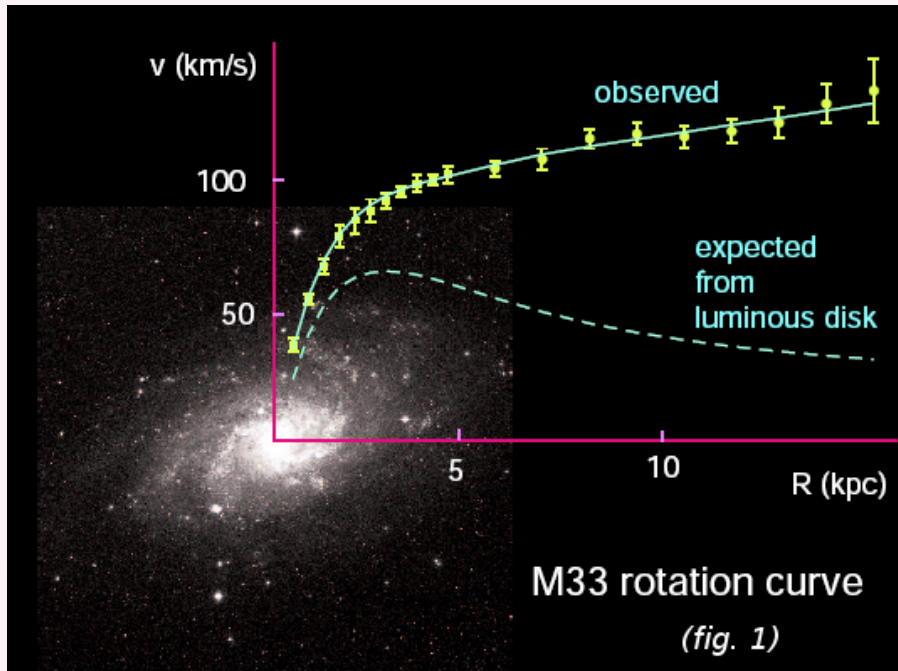 v (km/s)
observed
100
expected
from
luminous disk
50
5
10
R (kpc)
M33 rotation curve
(fig. 1)